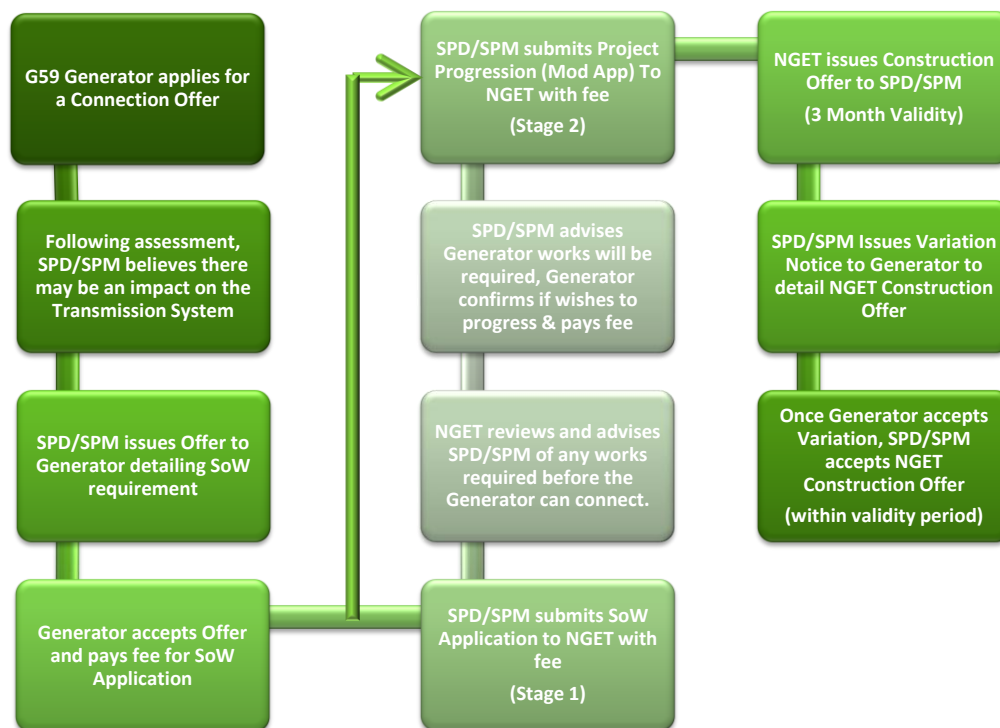 G59 Generator applies for
a Connection Offer
Following assessment,
SPD/SPM believes there
may be an impact on the
Transmission System
SPD/SPM issues Offer to
Generator detailing SoW
requirement
Generator accepts Offer
and pays fee for SoW
Application
SPD/SPM submits SoW
Application to NGET with
fee
(Stage 1)
NGET reviews and advises
SPD/SPM of any works
required before the
Generator can connect.
SPD/SPM advises
Generator works will be
required, Generator
confirms if wishes to
progress & pays fee
SPD/SPM submits Project
Progression (Mod App) To
NGET with fee
(Stage 2)
NGET issues Construction
Offer to SPD/SPM
(3 Month Validity)
SPD/SPM Issues Variation
Notice to Generator to
detail NGET Construction
Offer
Once Generator accepts
Variation, SPD/SPM
accepts NGET
Construction Offer
(within validity period)